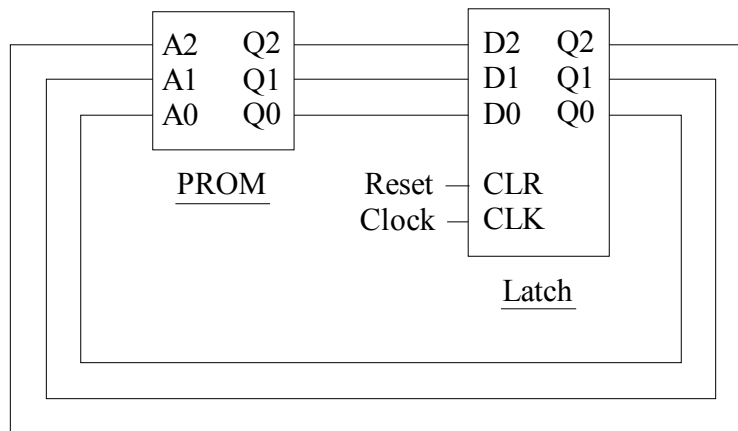 A2 Q2 D2 Q2
A1 Q1 D1 Q1
A0 Q0 D0 Q0
PROM
Reset CLR
Clock CLK
Latch